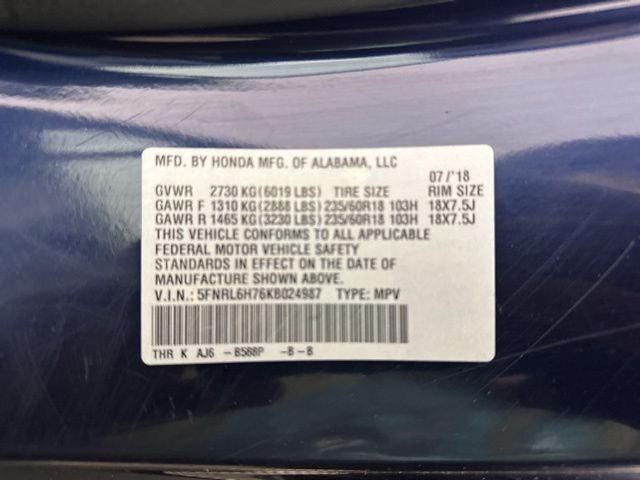 MFD. BY HONDA MFG. OF ALABAMA, LLC
07/'18
GVWR 2730 KG(6019 LBS) TIRE SIZE RIM SIZE
GAWR F 1310 KG(2888 LBS)235/60R18 103H 18X7.5J
GAWR R 1465 KG(3230 LBS)235/60R18 103H 18X7.5J
THIS VEHICLE CONFORMS TO ALL APPLICABLE
FEDERAL MOTOR VEHICLE SAFETY
STANDARDS IN EFFECT ON THE DATE OF
MANUFACTURE SHOWN ABOVE.
V.I.N.: 5FNRL6H76KB024987 TYPE: MPV
THR K AJ6 -B588P -B-B